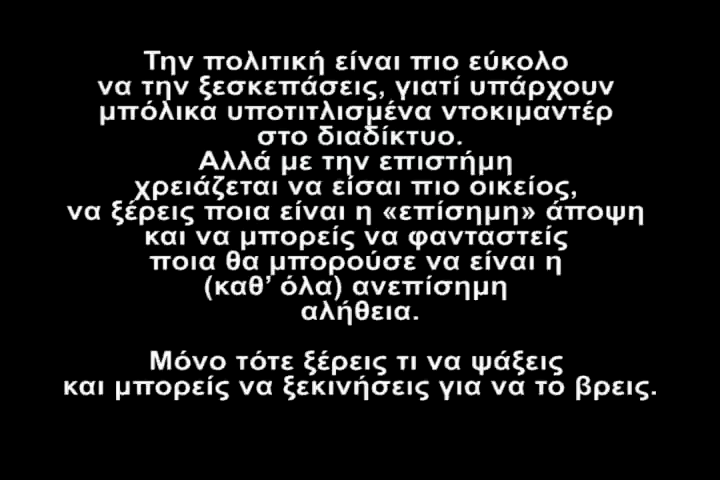 Την πολιτική είναι πιο εύκολο
να την ξεσκεπάσεις, γιατί υπάρχουν
μπόλικα υποτιτλισμένα ντοκιμαντέρ
στο διαδίκτυο.
Αλλά με την επιστήμη
χρειάζεται να είσαι πιο οικείος,
να ξέρεις ποια είναι η «επίσημη» άποψη
και να μπορείς να φανταστείς
ποια θα μπορούσε να είναι η
(καθ’ όλα) ανεπίσημη
αλήθεια.
Μόνο τότε ξέρεις τι να ψάξεις
και μπορείς να ξεκινήσεις για να το βρεις.